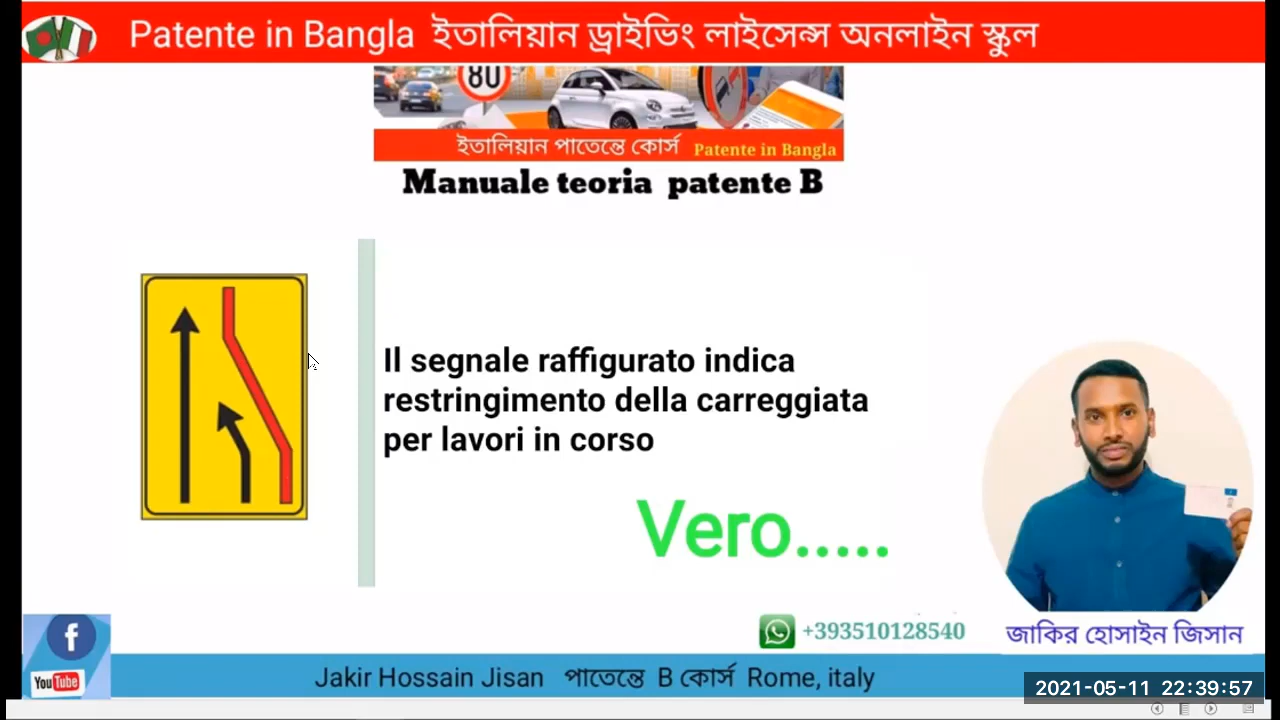 Patente in Bangla ইতালিয়ান ড্রাইভিং লাইসেন্স অনলাইন স্কুল
80
ইতালিয়ান পাতেন্তে কোর্স Patente in Bangla
Manuale teoria patente B
Il segnale raffigurato indica
restringimento della carreggiata
per lavori in corso
Vero.....
f
You Tube
+393510128540
জাকির হোসাইন জিসান
Jakir Hossain Jisan পাতেন্তে B কোর্স Rome, italy
2021-05-11 22:39:57